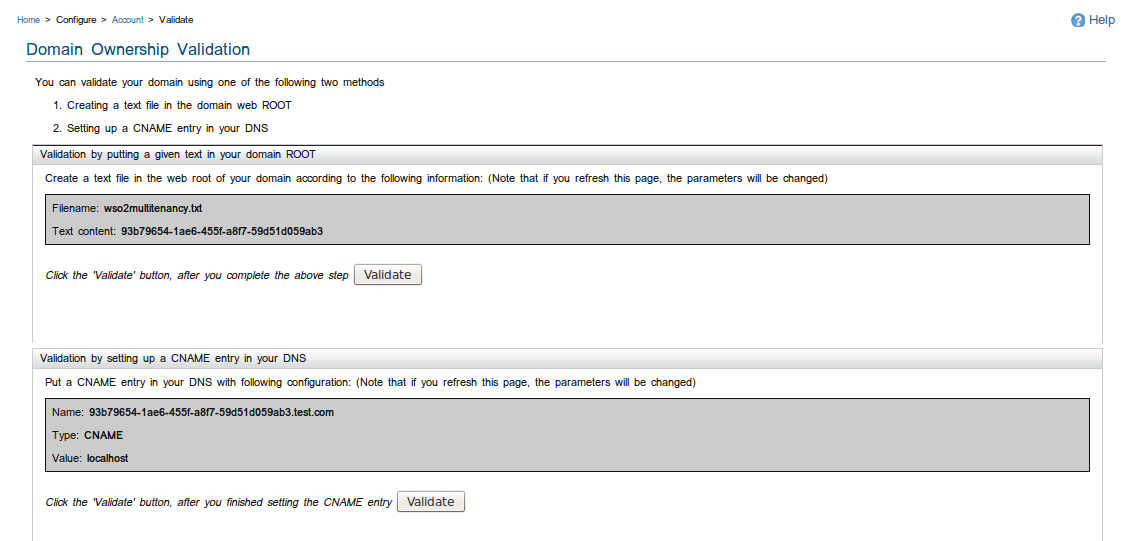 Home > Configure > Account > Validate
Help
Domain Ownership Validation
You can validate your domain using one of the following two methods
1. Creating a text file in the domain web ROOT
2. Setting up a CNAME entry in your DNS
Validation by putting a given text in your domain ROOT
Create a text file in the web root of your domain according to the following information: (Note that if you refresh this page, the parameters will be changed)
Filename: wso2multitenancy.txt
Text content: 93b79654-1ae6-455f-a8f7-59d51d059ab3
Click the 'Validate' button, after you complete the above step Validate
Validation by setting up a CNAME entry in your DNS
Put a CNAME entry in your DNS with following configuration: (Note that if you refresh this page, the parameters will be changed)
Name: 93b79654-1ae6-455f-a8f7-59d51d059ab3.test.com
Type: CNAME
Value: localhost
Click the 'Validate' button, after you finished setting the CNAME entry Validate